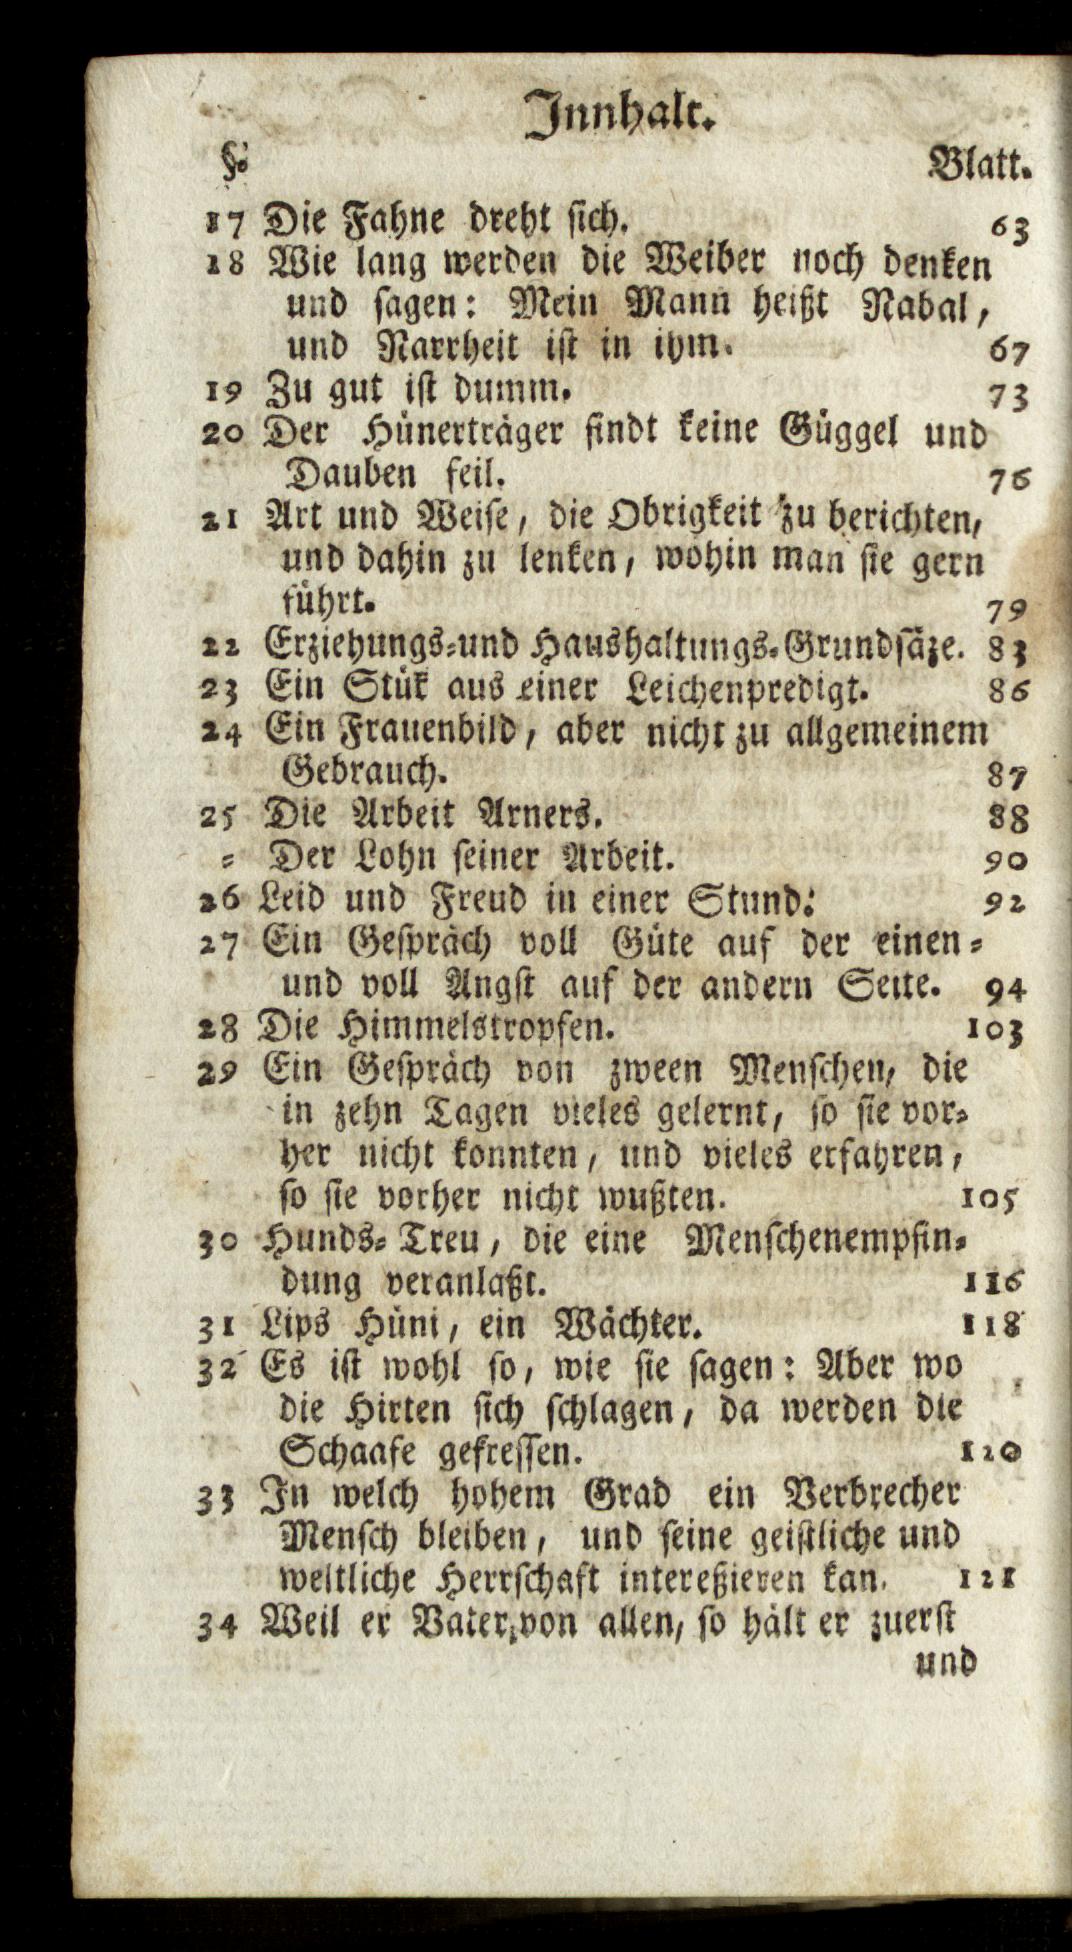 Innhalt.
§. Blatt.
17 Die Fahne dreht sich. 63
18 Wie lang werden die Weiber noch denken
und sagen: Mein Mann heißt Nabal,
und Narrheit ist in ihm. 67
19 Zu gut ist dumm. 73
20 Der Hünerträger findt keine Güggel und
Dauben feil. 76
21 Art und Weise, die Obrigkeit zu berichten,
und dahin zu lenken, wohin man sie gern
führt. 79
22 Erziehungs-und Haushaltungs-Grundsäze. 83
23 Ein Stük aus einer Leichenpredigt. 86
24 Ein Frauenbild, aber nicht zu allgemeinem
Gebrauch. 87
25 Die Arbeit Arners. 88
= Der Lohn seiner Arbeit. 90
26 Leid und Freud in einer Stund. 92
27 Ein Gespräch voll Güte auf der einen-
und voll Angst auf der andern Seite. 94
28 Die Himmelstropfen. 103
29 Ein Gespräch von zween Menschen, die
in zehn Tagen vieles gelernt, so sie vor-
her nicht konnten, und vieles erfahren,
so sie vorher nicht wußten. 105
30 Hunds-Treu, die eine Menschenempfin-
dung veranlaßt. 116
31 Lips Hüni, ein Wächter. 118
32 Es ist wohl so, wie sie sagen: Aber wo
die Hirten sich schlagen, da werden die
Schaafe gefressen. 120
33 In welch hohem Grad ein Verbrecher
Mensch bleiben, und seine geistliche und
weltliche Herrschaft intereßieren kan. 121
34 Weil er Vater von allen, so hält er zuerst
und